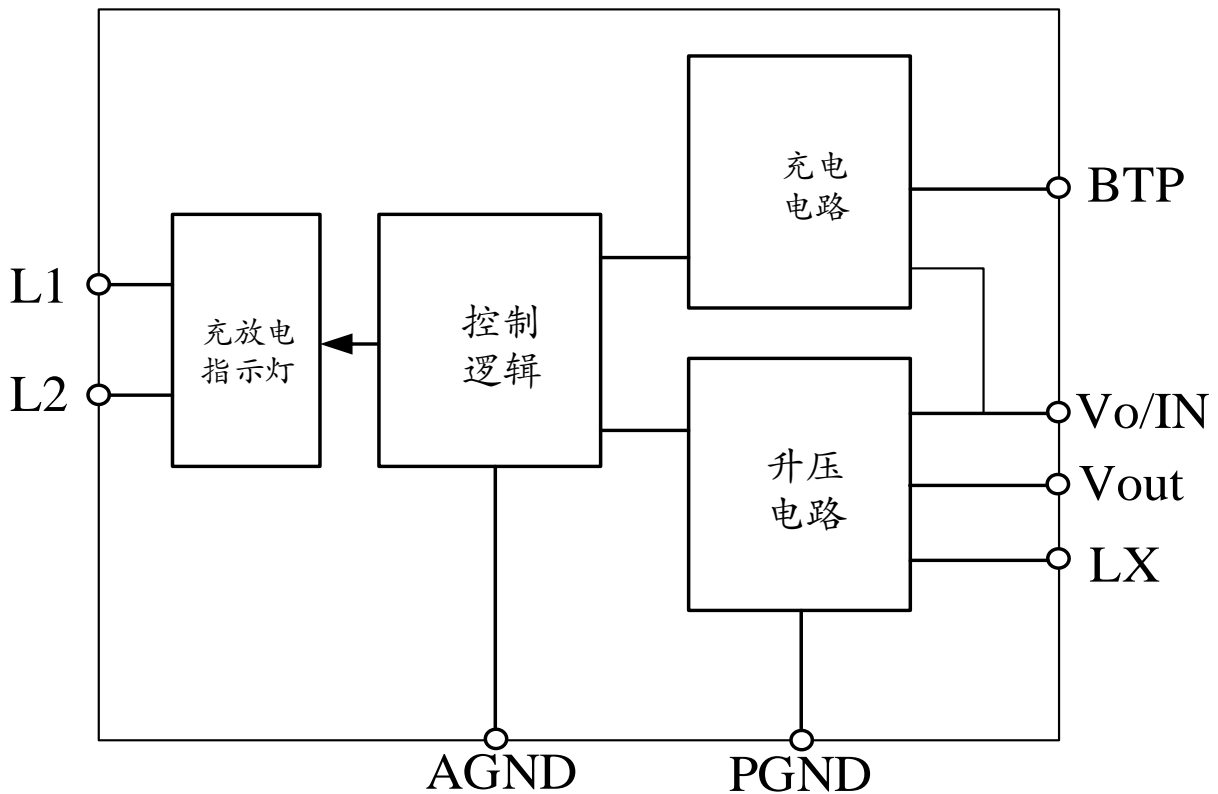 充电
电路
BTP
L1
L2
充放电
指示灯
控制
逻辑
升压
电路
Vo/IN
Vout
LX
AGND
PGND